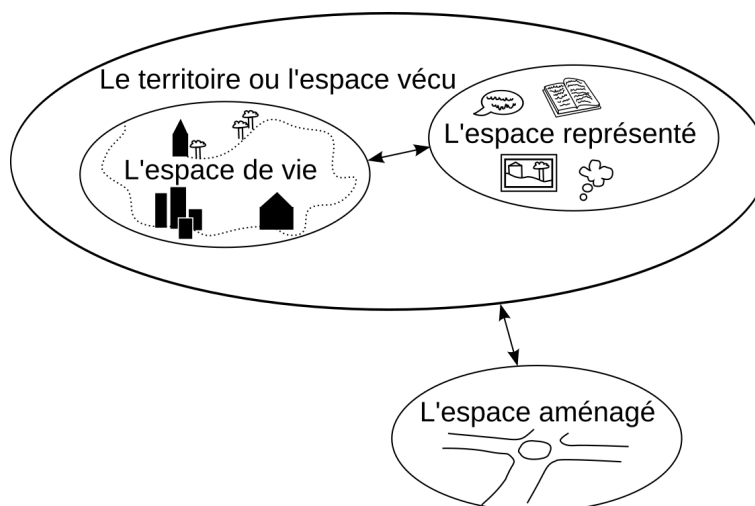 Le territoire ou l'espace vécu
L'espace représenté
L'espace de vie
L'espace aménagé